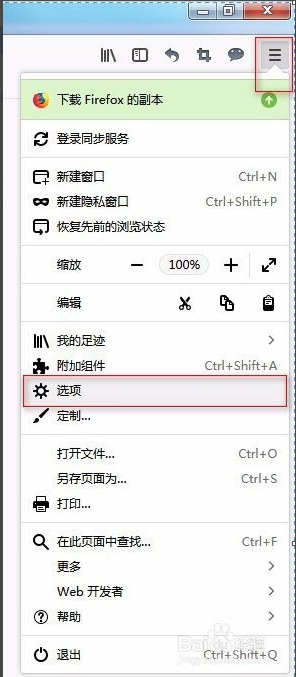 下载 Firefox 的副本
登录同步服务
新建窗口 Ctrl+N
新建隐私窗口 Ctrl+Shift+P
恢复先前的浏览状态
缩放 − 100% +
编辑
我的足迹
附加组件 Ctrl+Shift+A
选项
定制...
打开文件... Ctrl+O
另存页面为... Ctrl+S
打印...
在此页面中查找... Ctrl+F
更多
Web 开发者
帮助
Baidu 经验
退出 Ctrl+Shift+Q